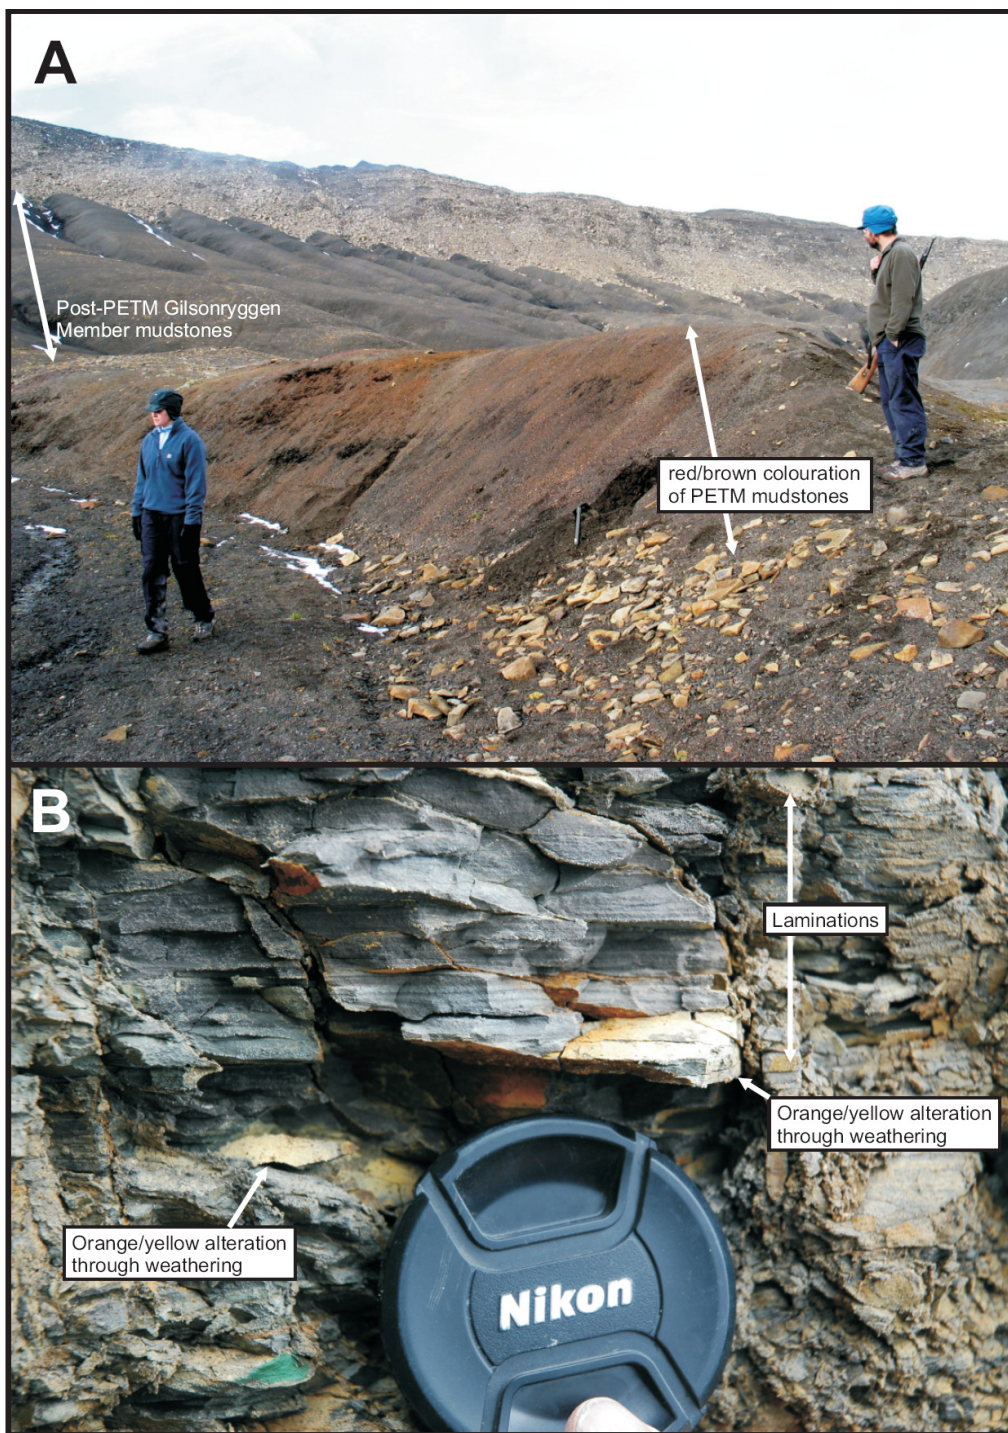 A
Post-PETM Gilsonryggen
Member mudstones
red/brown colouration
of PETM mudstones
B
Laminations
Orange/yellow alteration
through weathering
Orange/yellow alteration
through weathering
Nikon